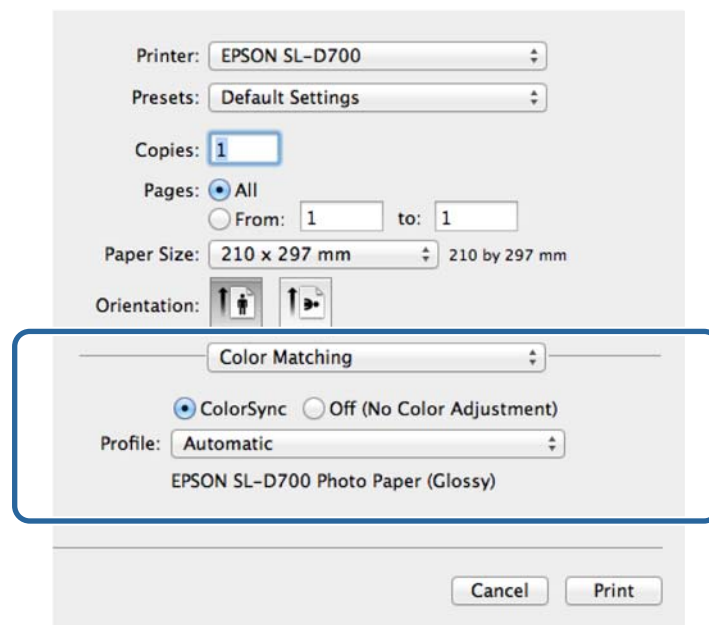 Printer: EPSON SL-D700
Presets: Default Settings
Copies: 1
Pages: All
From: 1 to: 1
Paper Size: 210 x 297 mm 210 by 297 mm
Orientation:
Color Matching
ColorSync Off (No Color Adjustment)
Profile: Automatic
EPSON SL-D700 Photo Paper (Glossy)
Cancel Print